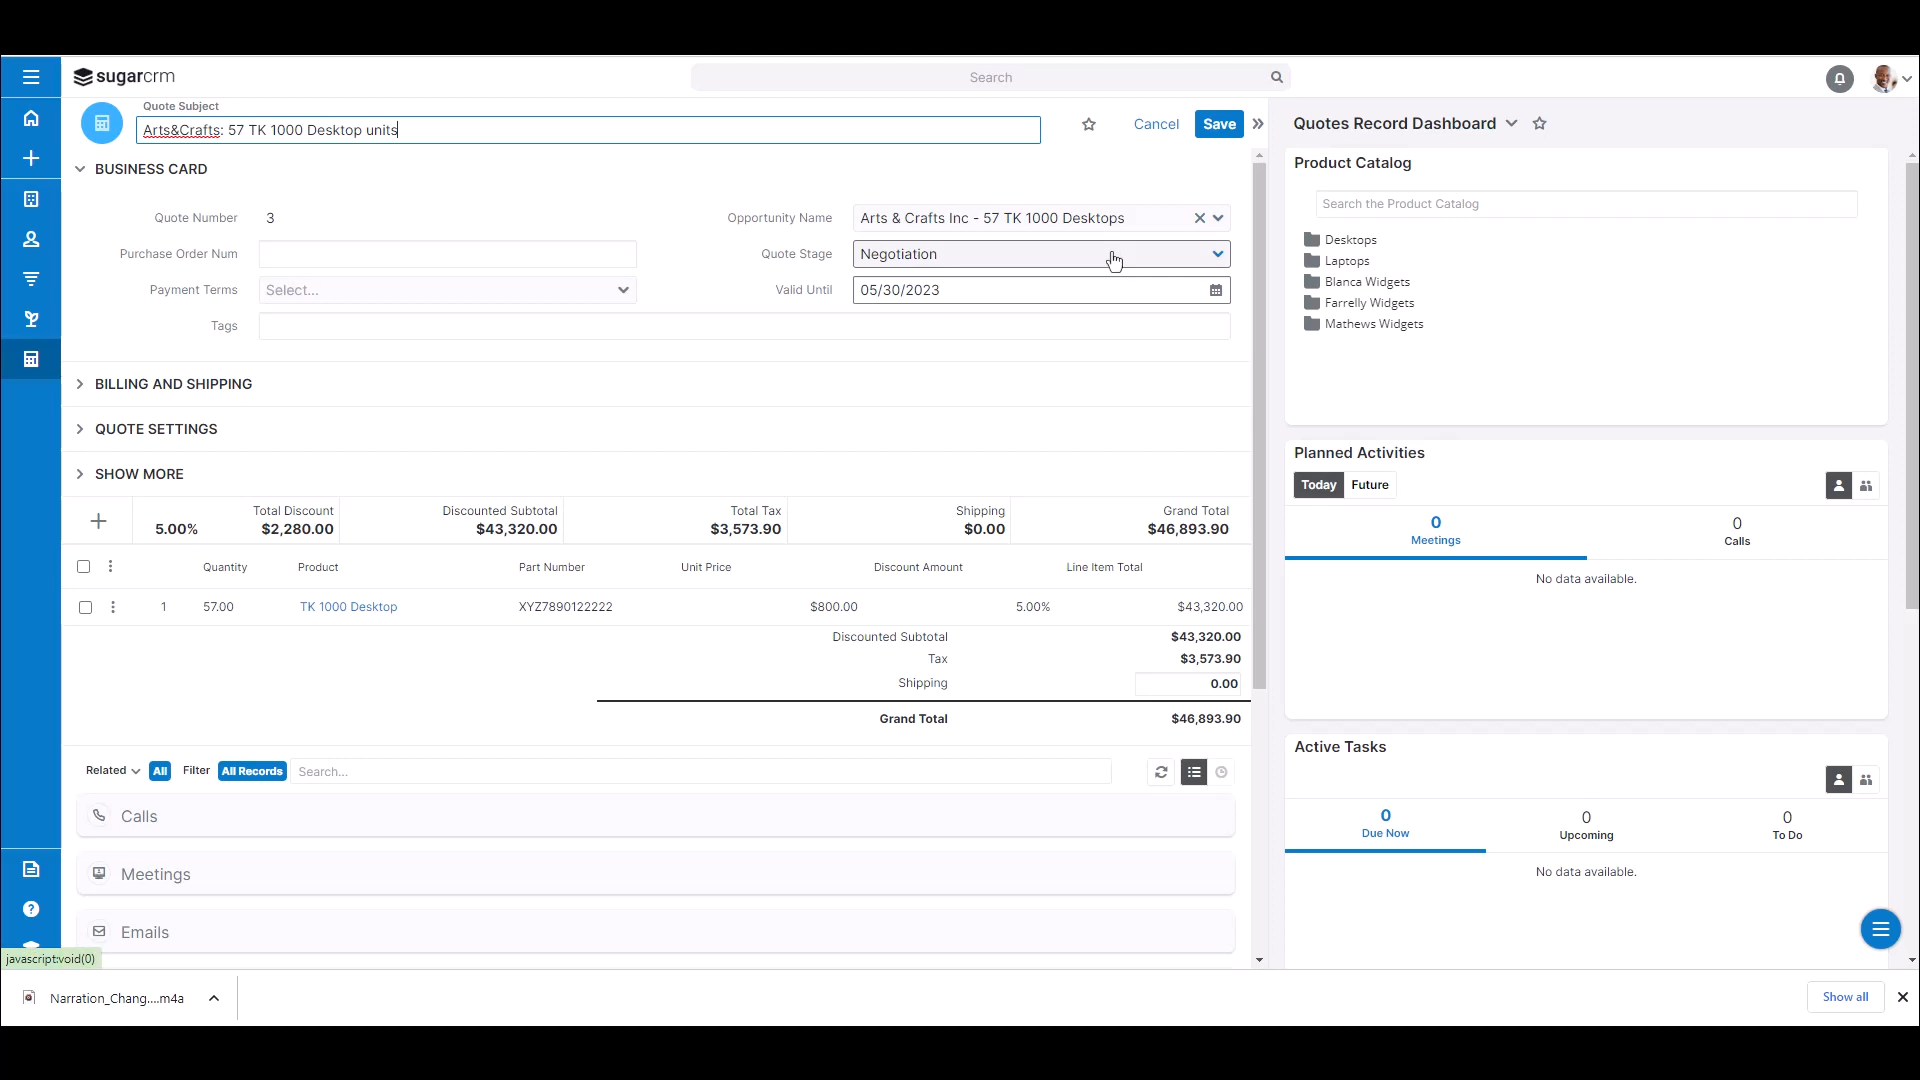 sugarcrm
Search
Quote Subject
Arts&Crafts: 57 TK 1000 Desktop units
Cancel
Save
BUSINESS CARD
Quote Number
3
Opportunity Name
Arts & Crafts Inc - 57 TK 1000 Desktops
Purchase Order Num
Quote Stage
Negotiation
Payment Terms
Select...
Valid Until
05/30/2023
Tags
BILLING AND SHIPPING
QUOTE SETTINGS
SHOW MORE
Total Discount
5.00%
$2,280.00
Discounted Subtotal
$43,320.00
Total Tax
$3,573.90
Shipping
$0.00
Grand Total
$46,893.90
Quantity Product Part Number Unit Price Discount Amount Line Item Total
1 57.00 TK 1000 Desktop XYZ7890122222 $800.00 5.00% $43,320.00
Discounted Subtotal $43,320.00
Tax $3,573.90
Shipping 0.00
Grand Total $46,893.90
Related All Filter All Records Search...
Calls
Meetings
Emails
Quotes Record Dashboard
Product Catalog
Search the Product Catalog
Desktops
Laptops
Blanca Widgets
Farrelly Widgets
Mathews Widgets
Planned Activities
Today Future
0
Meetings
0
Calls
No data available.
Active Tasks
0
Due Now
0
Upcoming
0
To Do
No data available.
javascript:void(0)
Narration_Chang....m4a
Show all